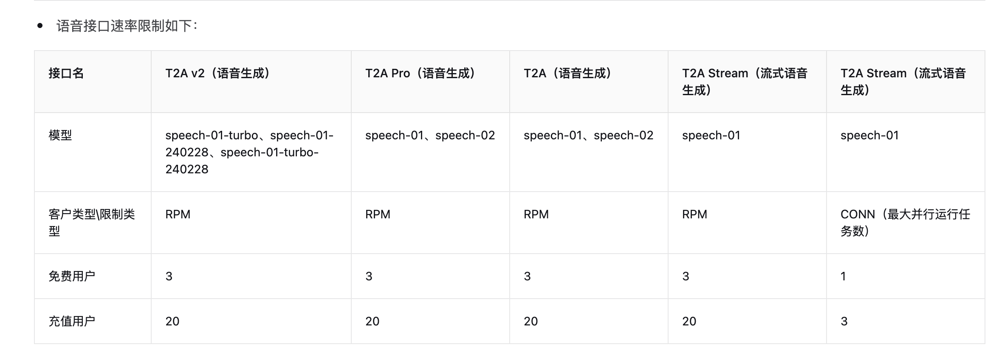 语音接口速率限制如下：
接口名
T2A v2（语音生成）
T2A Pro（语音生成）
T2A（语音生成）
T2A Stream（流式语音
生成）
T2A Stream（流式语音
生成）
模型
speech-01-turbo、speech-01-
240228、speech-01-turbo-
240228
speech-01、speech-02
speech-01、speech-02
speech-01
speech-01
客户类型\限制类
型
RPM
RPM
RPM
RPM
CONN（最大并行运行任
务数）
免费用户
3
3
3
3
1
充值用户
20
20
20
20
3